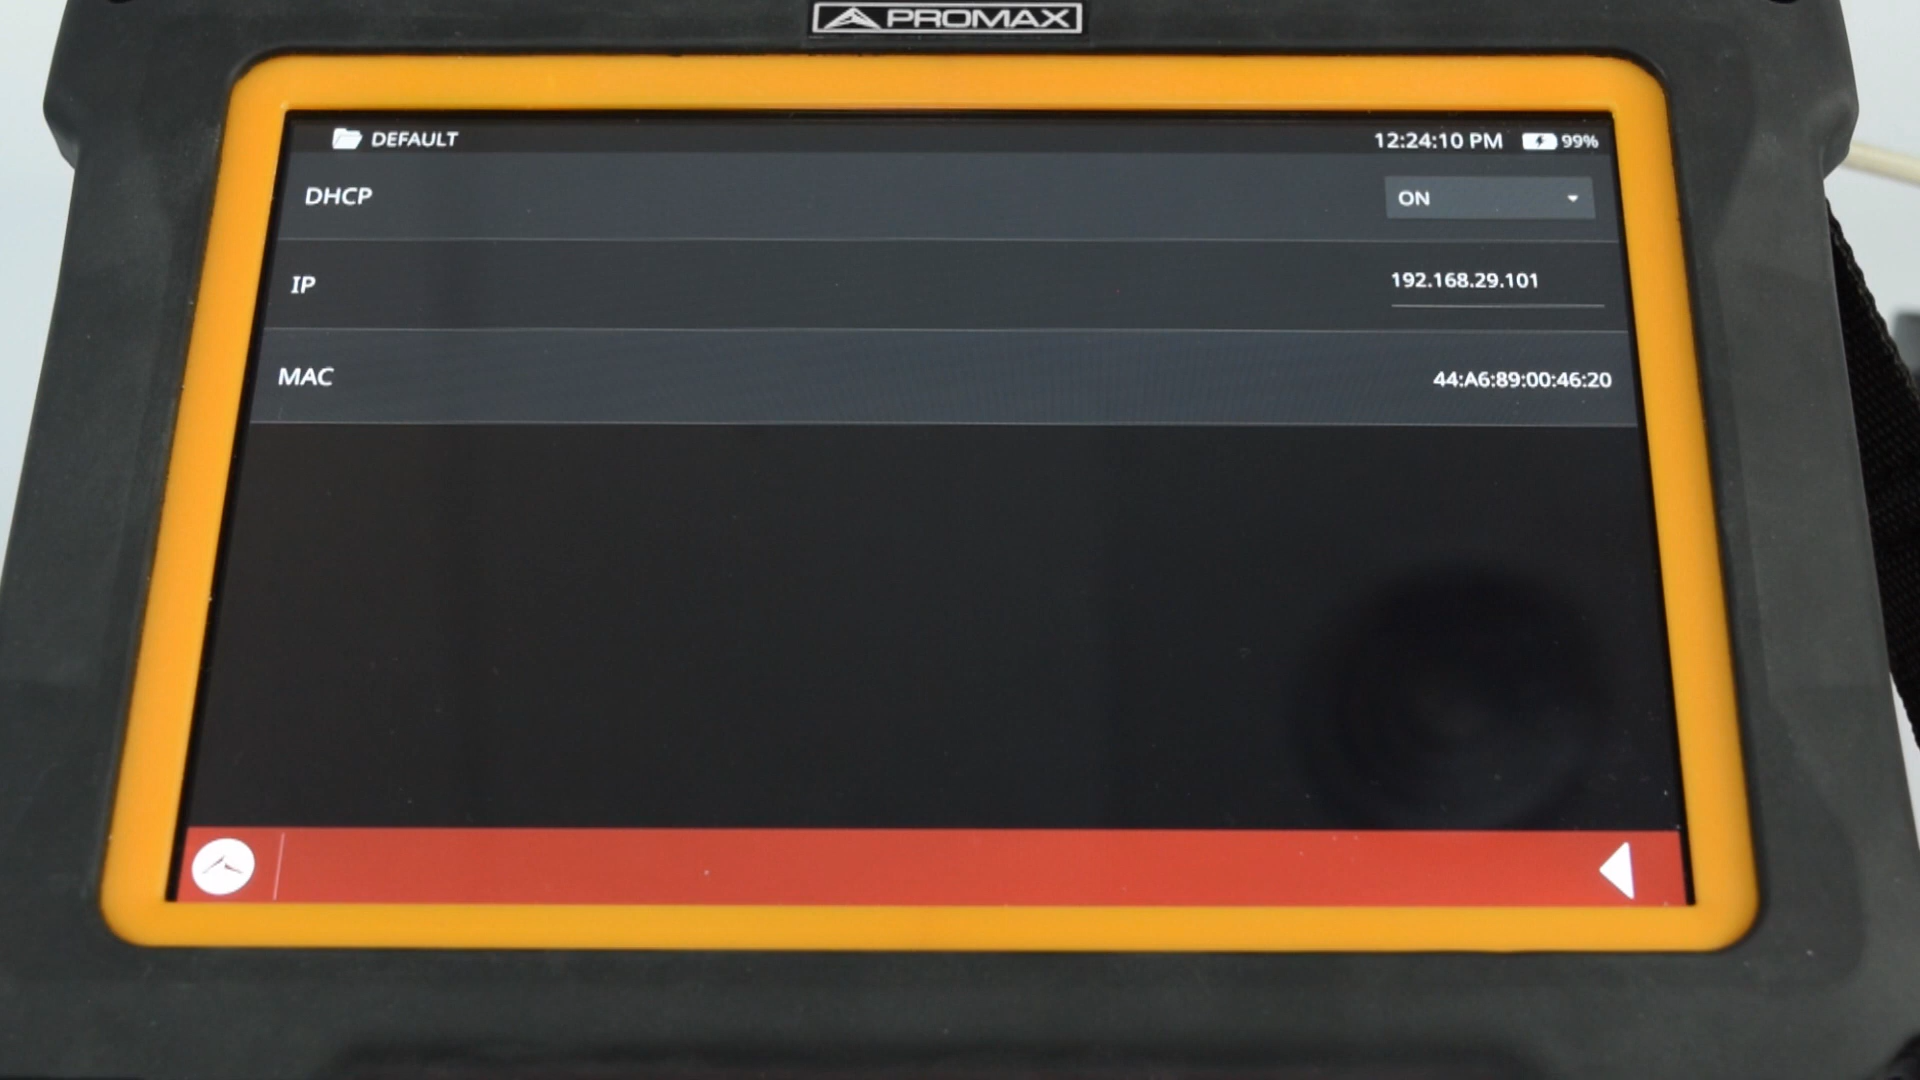 PROMAX
DEFAULT
12:24:10 PM 99%
DHCP ON
IP 192.168.29.101
MAC 44:A6:89:00:46:20